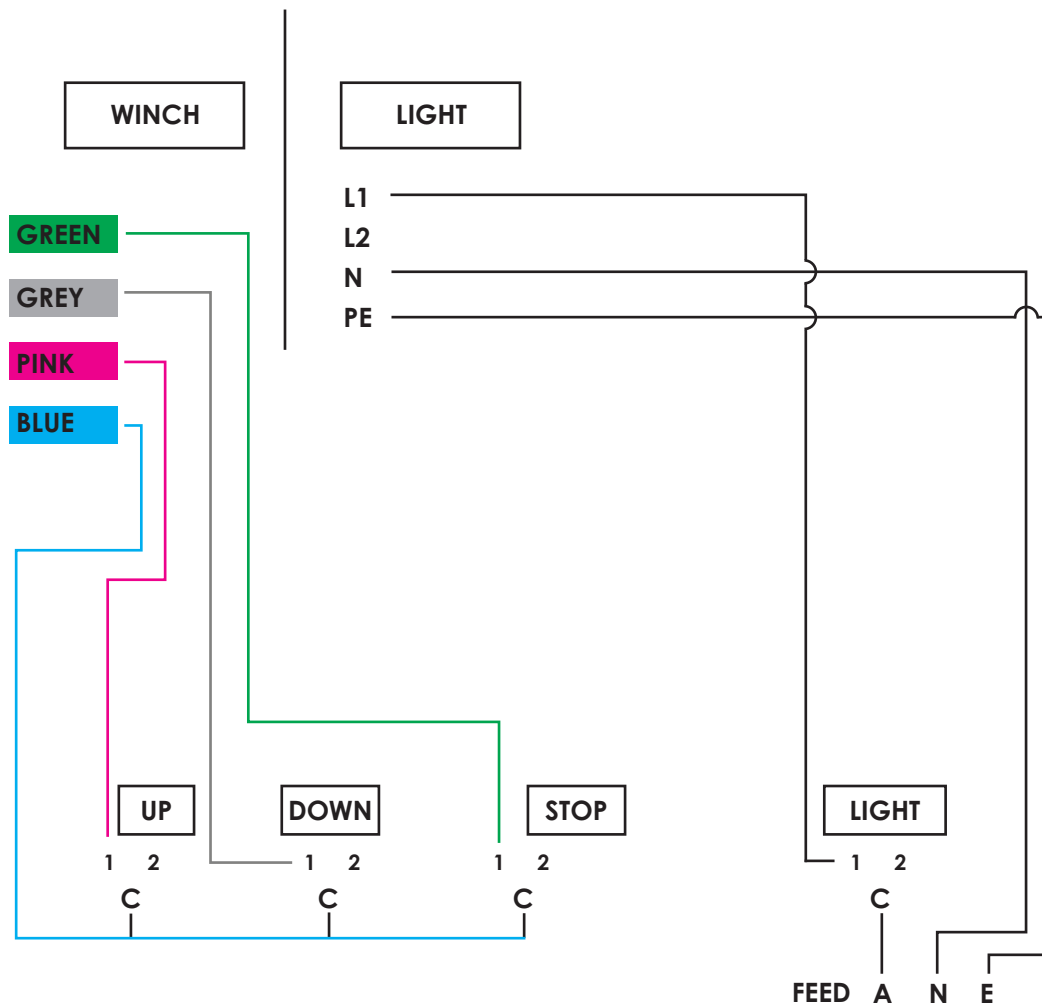 WINCH LIGHT
L1
GREEN
L2
N
GREY
PE
PINK
BLUE
UP DOWN STOP LIGHT
1 2 1 2 1 2 1 2
C C C C
FEED A N E